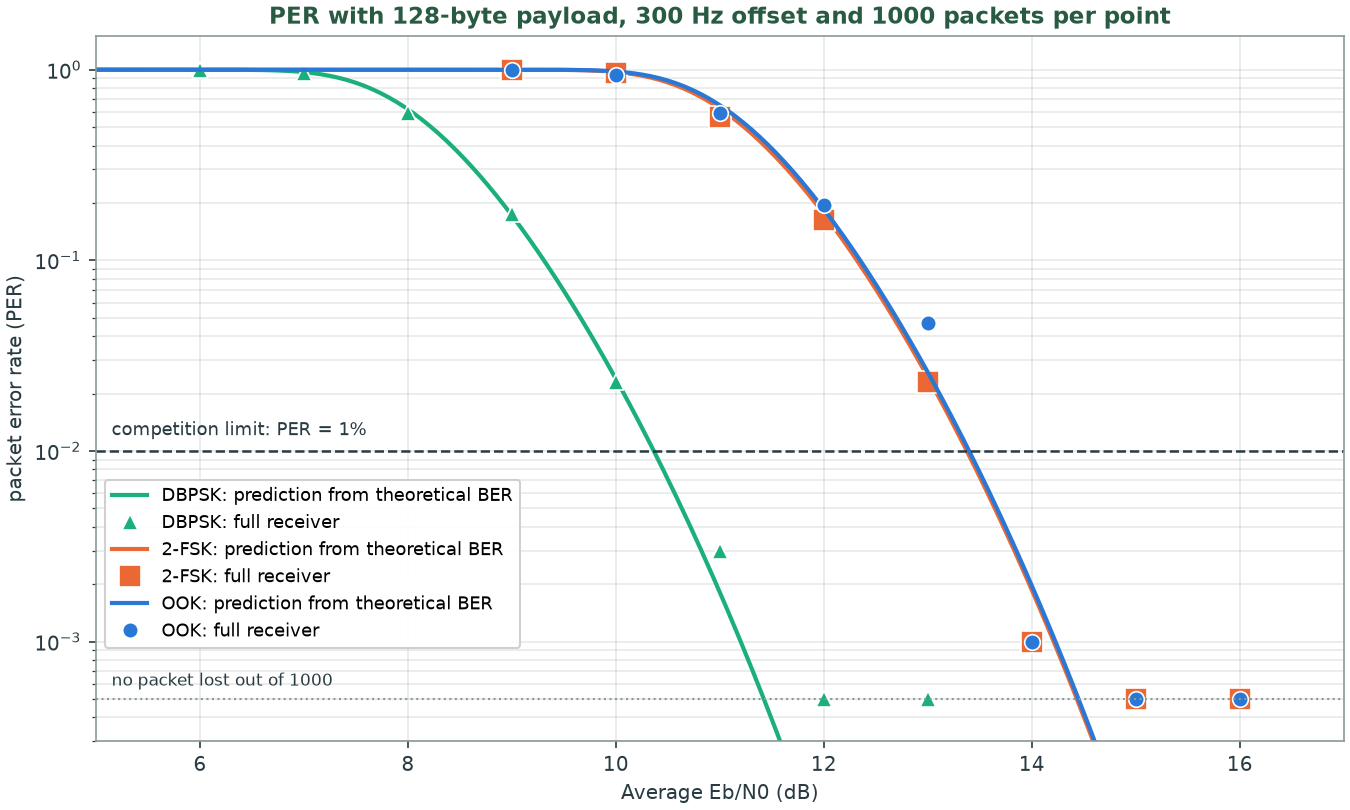 PER with 128-byte payload, 300 Hz offset and 1000 packets per point
packet error rate (PER)
10⁰
10⁻¹
10⁻²
10⁻³
competition limit: PER = 1%
DBPSK: prediction from theoretical BER
DBPSK: full receiver
2-FSK: prediction from theoretical BER
2-FSK: full receiver
OOK: prediction from theoretical BER
OOK: full receiver
no packet lost out of 1000
6 8 10 12 14 16
Average Eb/N0 (dB)